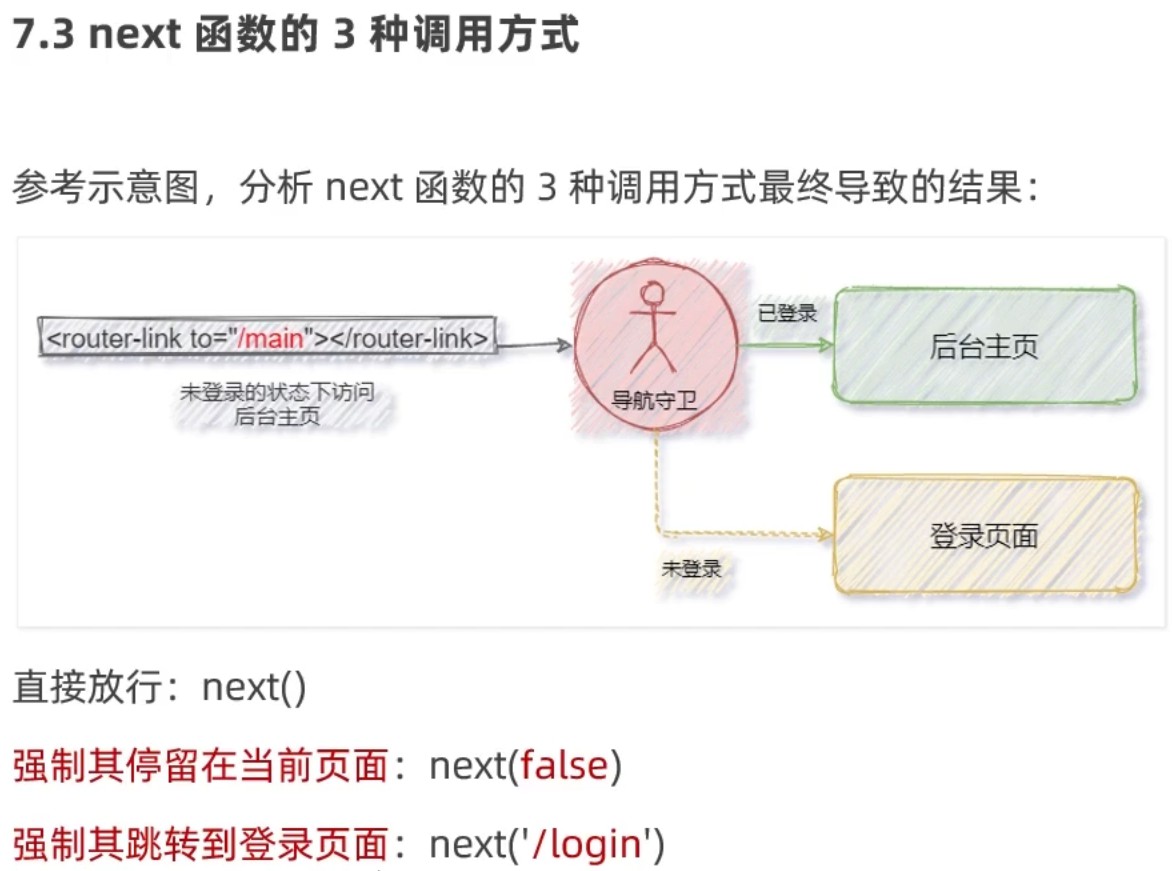 7.3 next 函数的 3 种调用方式
参考示意图，分析 next 函数的 3 种调用方式最终导致的结果：
<router-link to="/main"></router-link>
未登录的状态下访问
后台主页
导航守卫
已登录
后台主页
未登录
登录页面
直接放行：next()
强制其停留在当前页面：next(false)
强制其跳转到登录页面：next('/login')